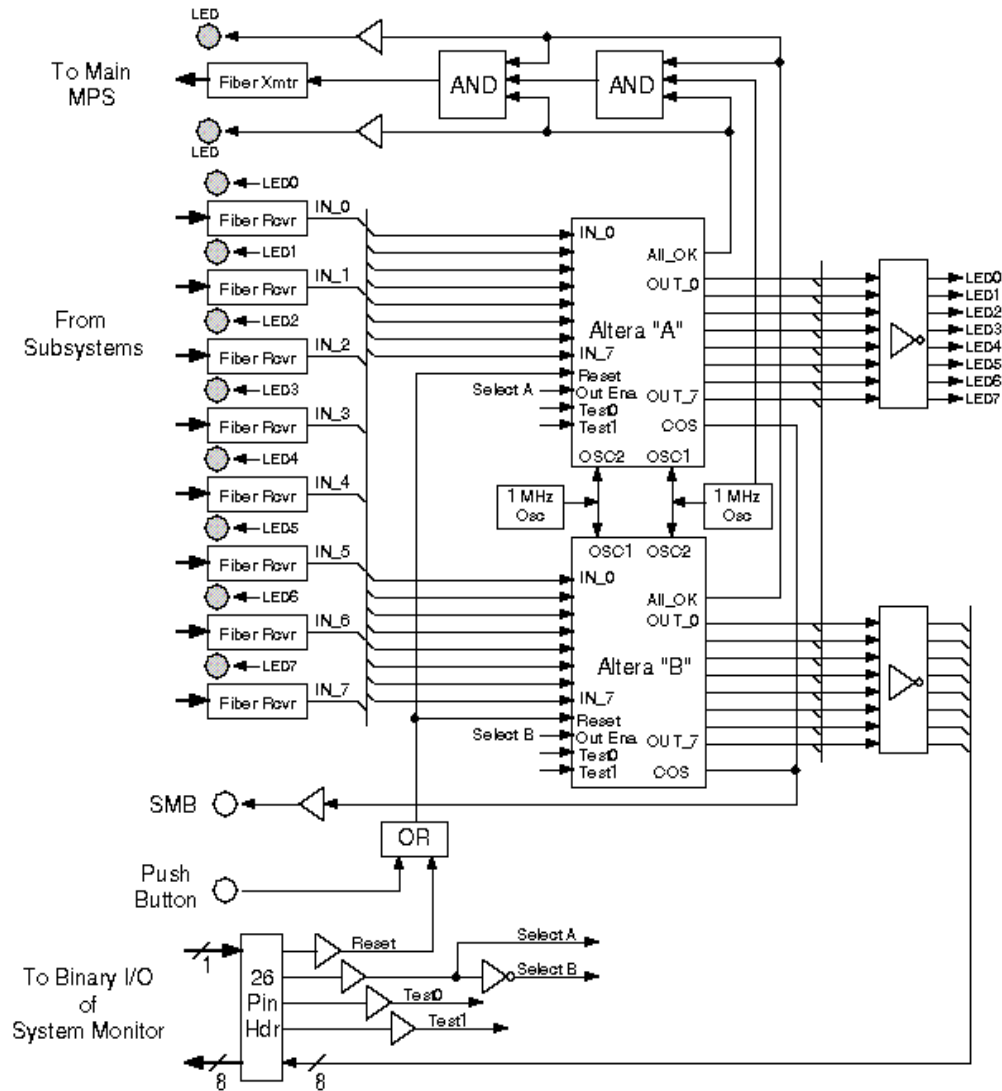 LED
To Main
MPS
Fiber Xmtr
AND
AND
LED
LED0
Fiber Rcvr
IN_0
LED1
Fiber Rcvr
IN_1
LED2
Fiber Rcvr
IN_2
LED3
Fiber Rcvr
IN_3
LED4
Fiber Rcvr
IN_4
LED5
Fiber Rcvr
IN_5
LED6
Fiber Rcvr
IN_6
LED7
Fiber Rcvr
IN_7
From
Subsystems
IN_0
All_OK
OUT_0
Altera "A"
IN_7
Reset
Select A
Out Ena
OUT_7
Test0
Test1
COS
OSC2
OSC1
LED0
LED1
LED2
LED3
LED4
LED5
LED6
LED7
1 MHz
Osc
1 MHz
Osc
OSC1
OSC2
IN_0
All_OK
OUT_0
Altera "B"
IN_7
Reset
Select B
Out Ena
OUT_7
Test0
Test1
COS
SMB
OR
Push
Button
1
Reset
Select A
Select B
Test0
Test1
26
Pin
Hdr
To Binary I/O
of
System Monitor
8
8